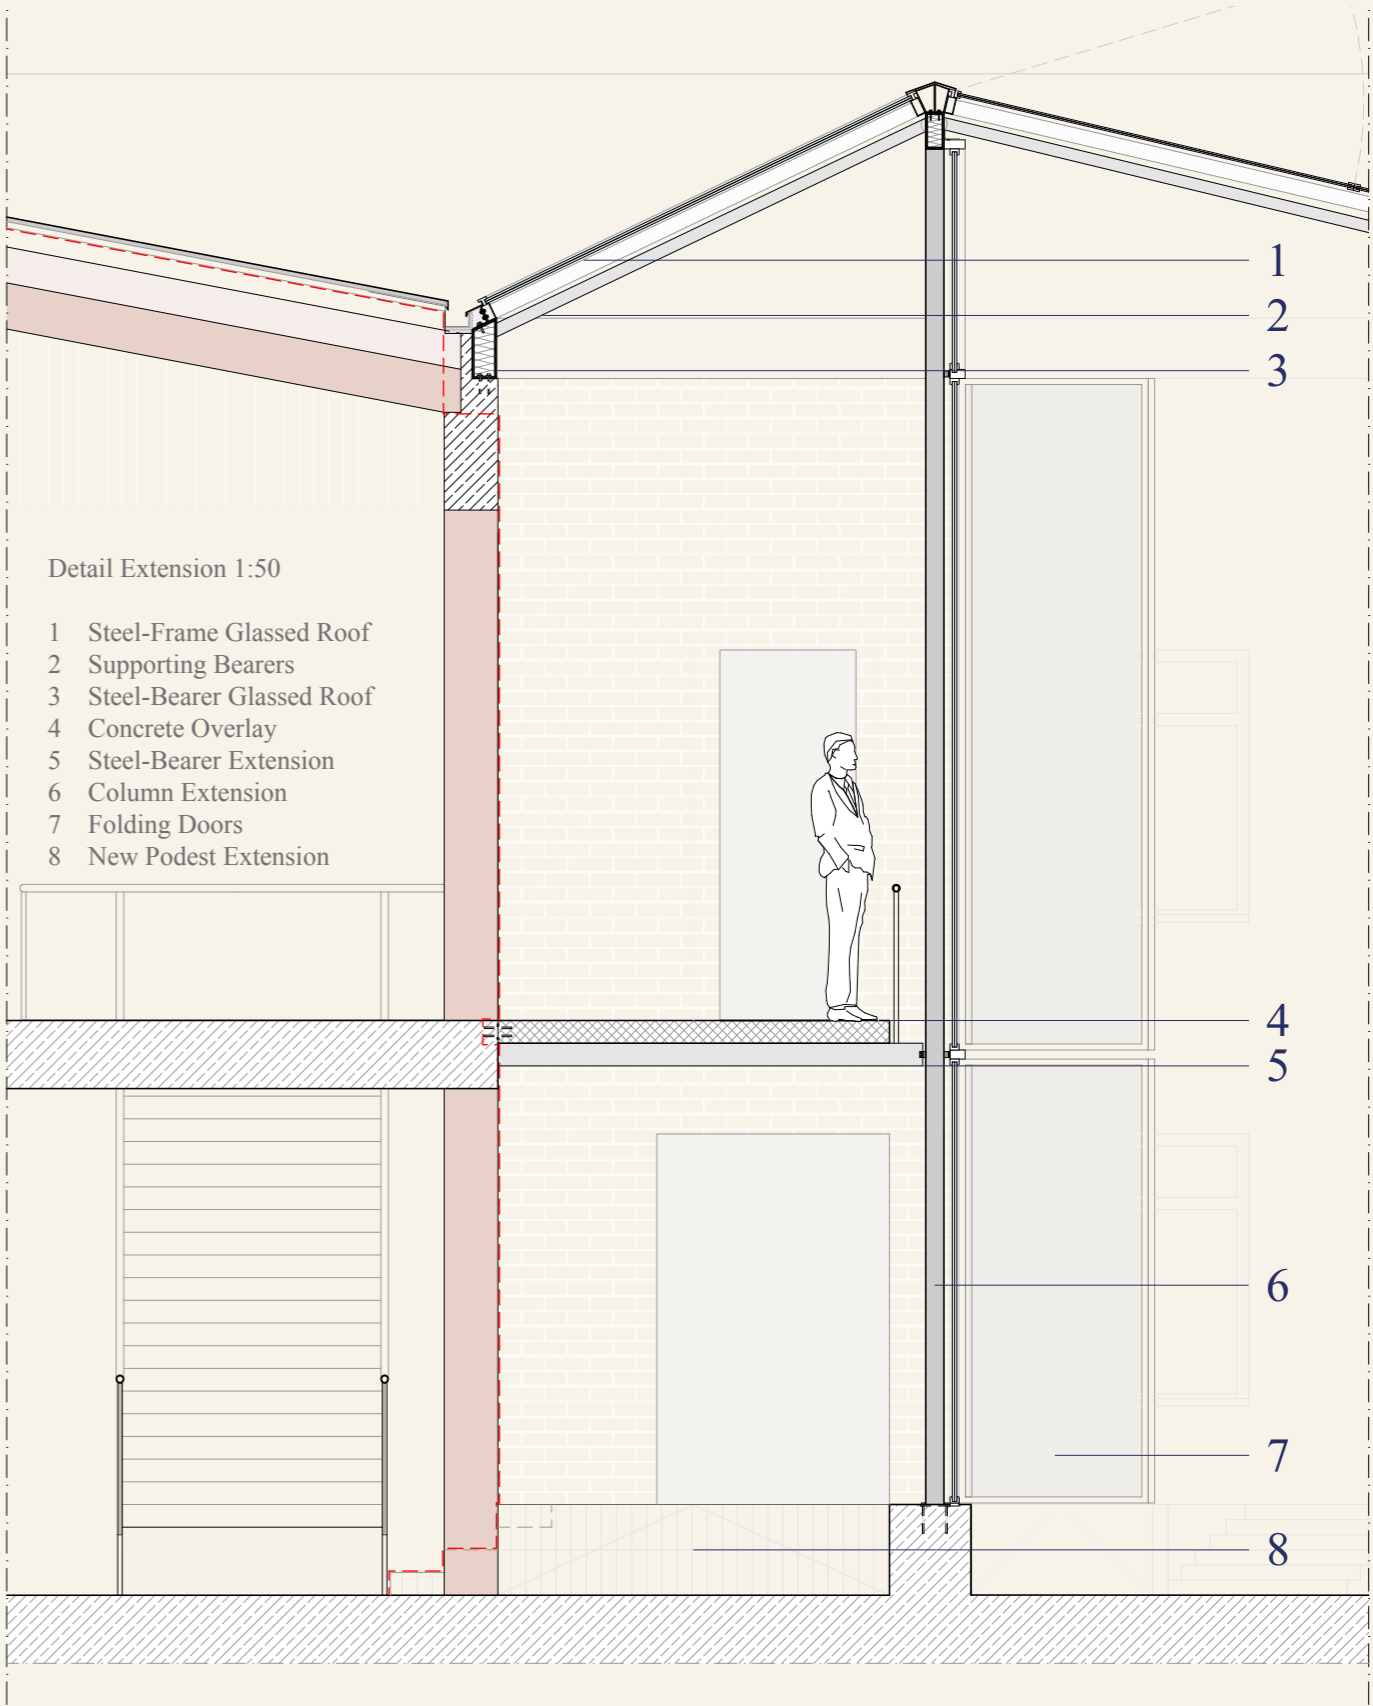 Detail Extension 1:50
1 Steel-Frame Glassed Roof
2 Supporting Bearers
3 Steel-Bearer Glassed Roof
4 Concrete Overlay
5 Steel-Bearer Extension
6 Column Extension
7 Folding Doors
8 New Podest Extension
1
2
3
4
5
6
7
8